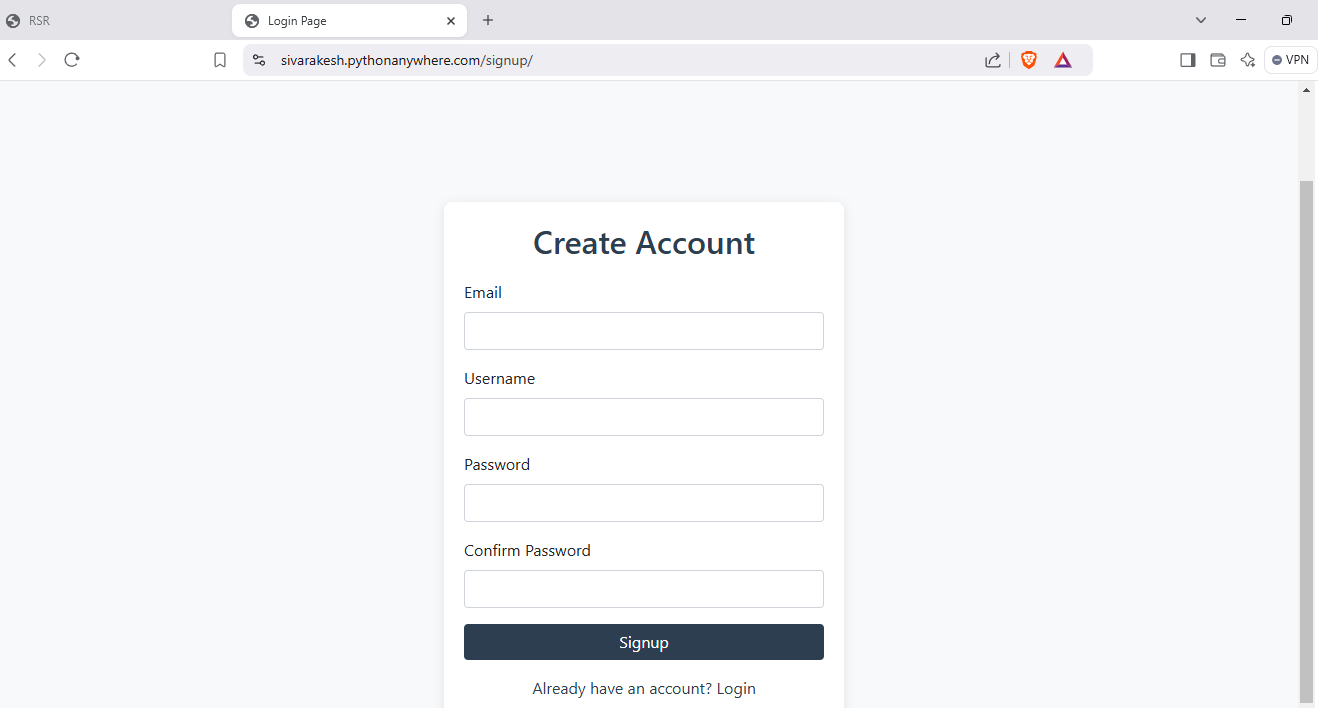 RSR
Login Page
sivarakesh.pythonanywhere.com/signup/
VPN
Create Account
Email
Username
Password
Confirm Password
Signup
Already have an account? Login